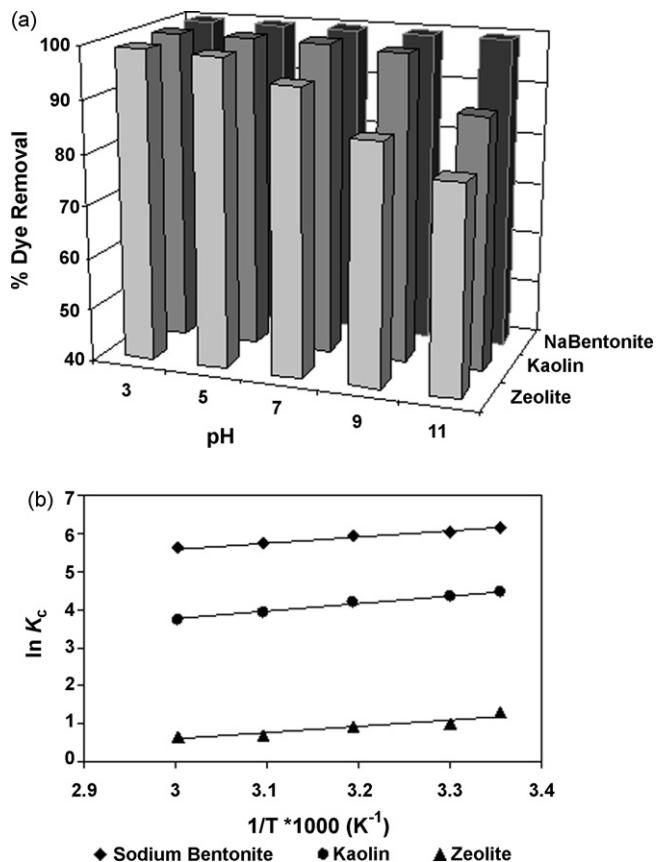 (a)
100
90
80
70
60
50
40
% Dye Removal
3 5 7 9 11
pH
NaBentonite
Kaolin
Zeolite
(b)
7
6
5
4
3
2
1
0
ln Kc
2.9 3 3.1 3.2 3.3 3.4
1/T *1000 (K⁻¹)
◆ Sodium Bentonite ● Kaolin ▲ Zeolite